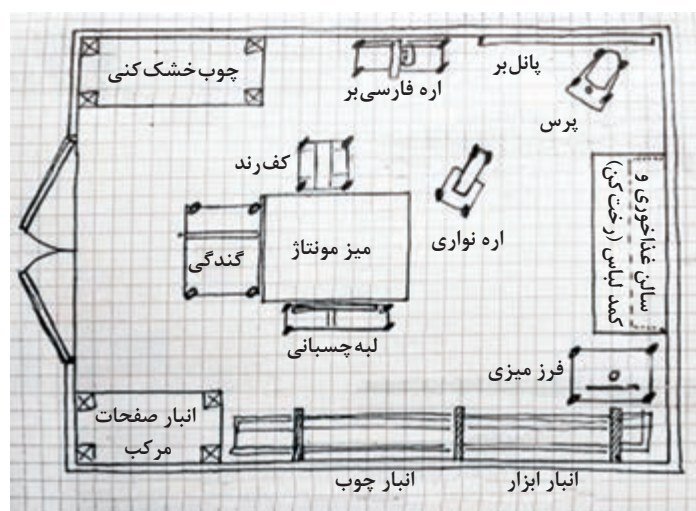 چوب خشک کنی
اره فارسی‌بر
پانل‌بر
پرس
کف‌رند
اره نواری
میز مونتاژ
گندگی
سالن غذاخوری و
(رخت‌کن)
کمد لباس
لبه‌چسبانی
فرز میزی
انبار صفحات
مرکب
انبار چوب
انبار ابزار